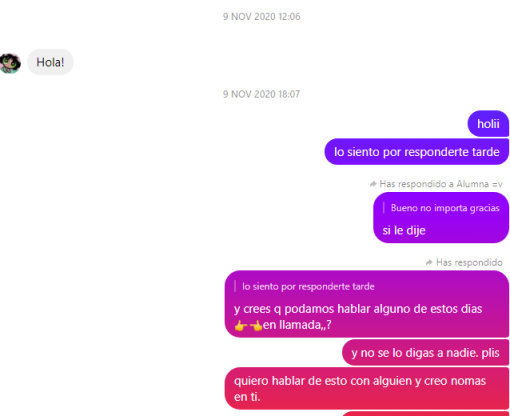 9 NOV 2020 12:06
Hola!
9 NOV 2020 18:07
holii
lo siento por responderte tarde
Has respondido a Alumna =v
Bueno no importa gracias
si le dije
Has respondido
lo siento por responderte tarde
y crees q podamos hablar alguno de estos días
👉👈en llamada,,?
y no se lo digas a nadie. plis
quiero hablar de esto con alguien y creo nomas
en ti.